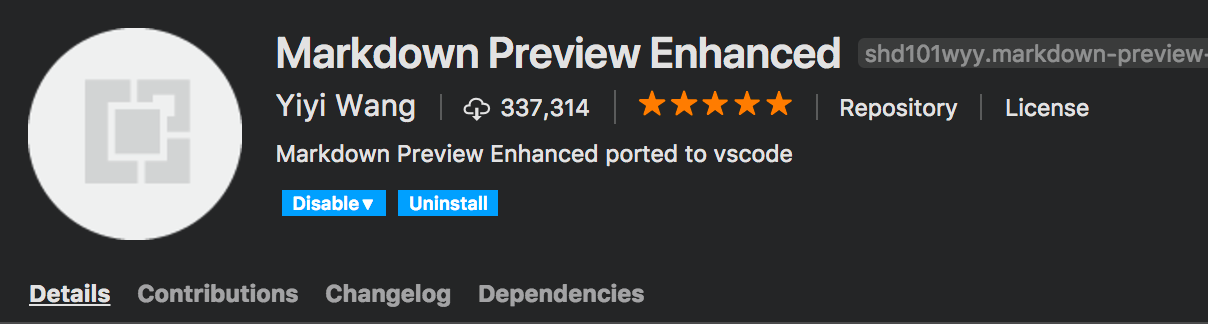 Markdown Preview Enhanced shd101wyy.markdown-preview-
Yiyi Wang 337,314 Repository License
Markdown Preview Enhanced ported to vscode
Disable▾ Uninstall
Details Contributions Changelog Dependencies